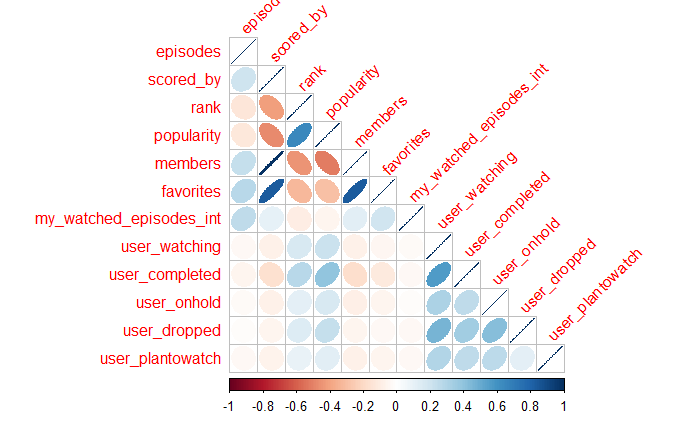 episod
scored_by
rank
popularity
members
favorites
my_watched_episodes_int
user_watching
user_completed
user_onhold
user_dropped
user_plantowatch
episodes
scored_by
rank
popularity
members
favorites
my_watched_episodes_int
user_watching
user_completed
user_onhold
user_dropped
user_plantowatch
-1 -0.8 -0.6 -0.4 -0.2 0 0.2 0.4 0.6 0.8 1